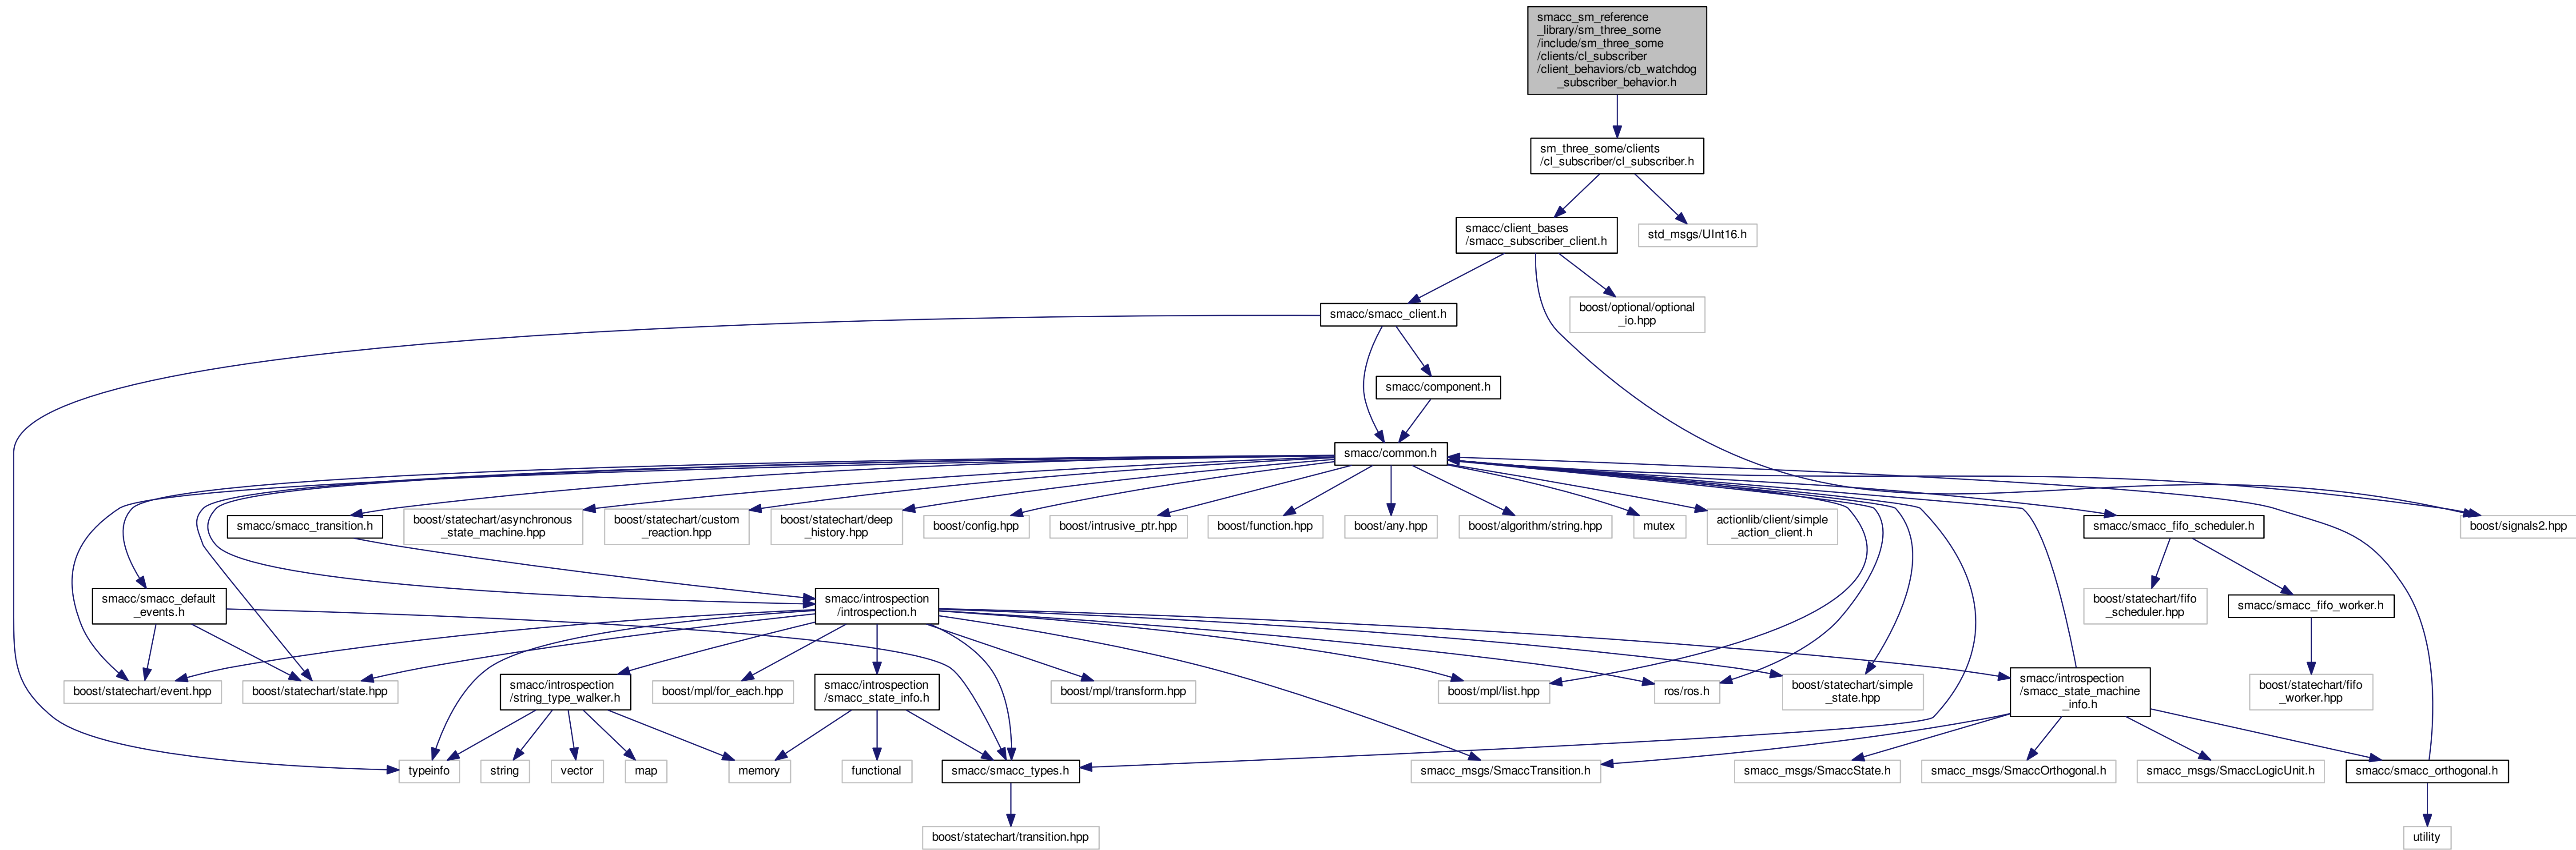 smacc_sm_reference
_library/sm_three_some
/include/sm_three_some
/clients/cl_subscriber
/client_behaviors/cb_watchdog
_subscriber_behavior.h
sm_three_some/clients
/cl_subscriber/cl_subscriber.h
smacc/client_bases
/smacc_subscriber_client.h
std_msgs/UInt16.h
smacc/smacc_client.h
boost/optional/optional
_io.hpp
smacc/component.h
smacc/common.h
smacc/smacc_transition.h
boost/statechart/asynchronous
_state_machine.hpp
boost/statechart/custom
_reaction.hpp
boost/statechart/deep
_history.hpp
boost/config.hpp
boost/intrusive_ptr.hpp
boost/function.hpp
boost/any.hpp
boost/algorithm/string.hpp
mutex
actionlib/client/simple
_action_client.h
smacc/smacc_fifo_scheduler.h
boost/signals2.hpp
smacc/smacc_default
_events.h
smacc/introspection
/introspection.h
boost/statechart/fifo
_scheduler.hpp
smacc/smacc_fifo_worker.h
boost/statechart/event.hpp
boost/statechart/state.hpp
smacc/introspection
/string_type_walker.h
boost/mpl/for_each.hpp
smacc/introspection
/smacc_state_info.h
boost/mpl/transform.hpp
boost/mpl/list.hpp
ros/ros.h
boost/statechart/simple
_state.hpp
smacc/introspection
/smacc_state_machine
_info.h
boost/statechart/fifo
_worker.hpp
typeinfo
string
vector
map
memory
functional
smacc/smacc_types.h
smacc_msgs/SmaccTransition.h
smacc_msgs/SmaccState.h
smacc_msgs/SmaccOrthogonal.h
smacc_msgs/SmaccLogicUnit.h
smacc/smacc_orthogonal.h
boost/statechart/transition.hpp
utility